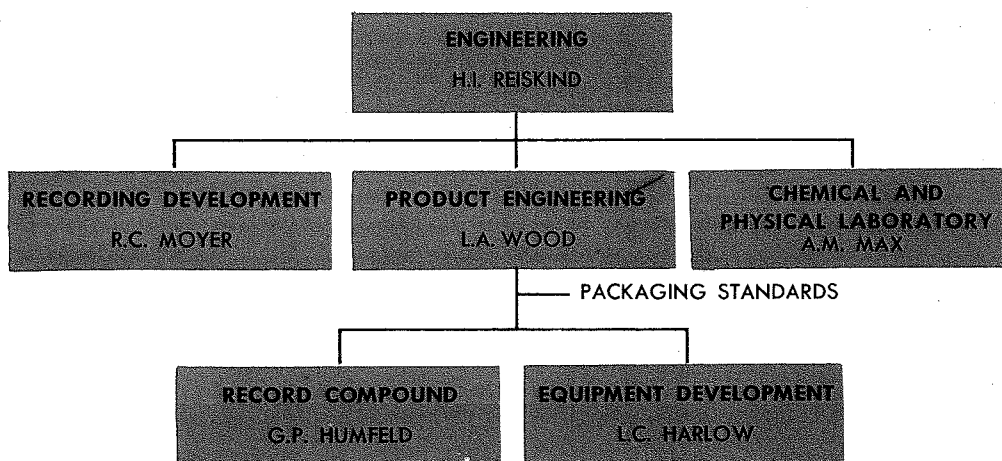 ENGINEERING
H.I. REISKIND
RECORDING DEVELOPMENT
R.C. MOYER
PRODUCT ENGINEERING
L.A. WOOD
CHEMICAL AND
PHYSICAL LABORATORY
A.M. MAX
PACKAGING STANDARDS
RECORD COMPOUND
G.P. HUMFELD
EQUIPMENT DEVELOPMENT
L.C. HARLOW